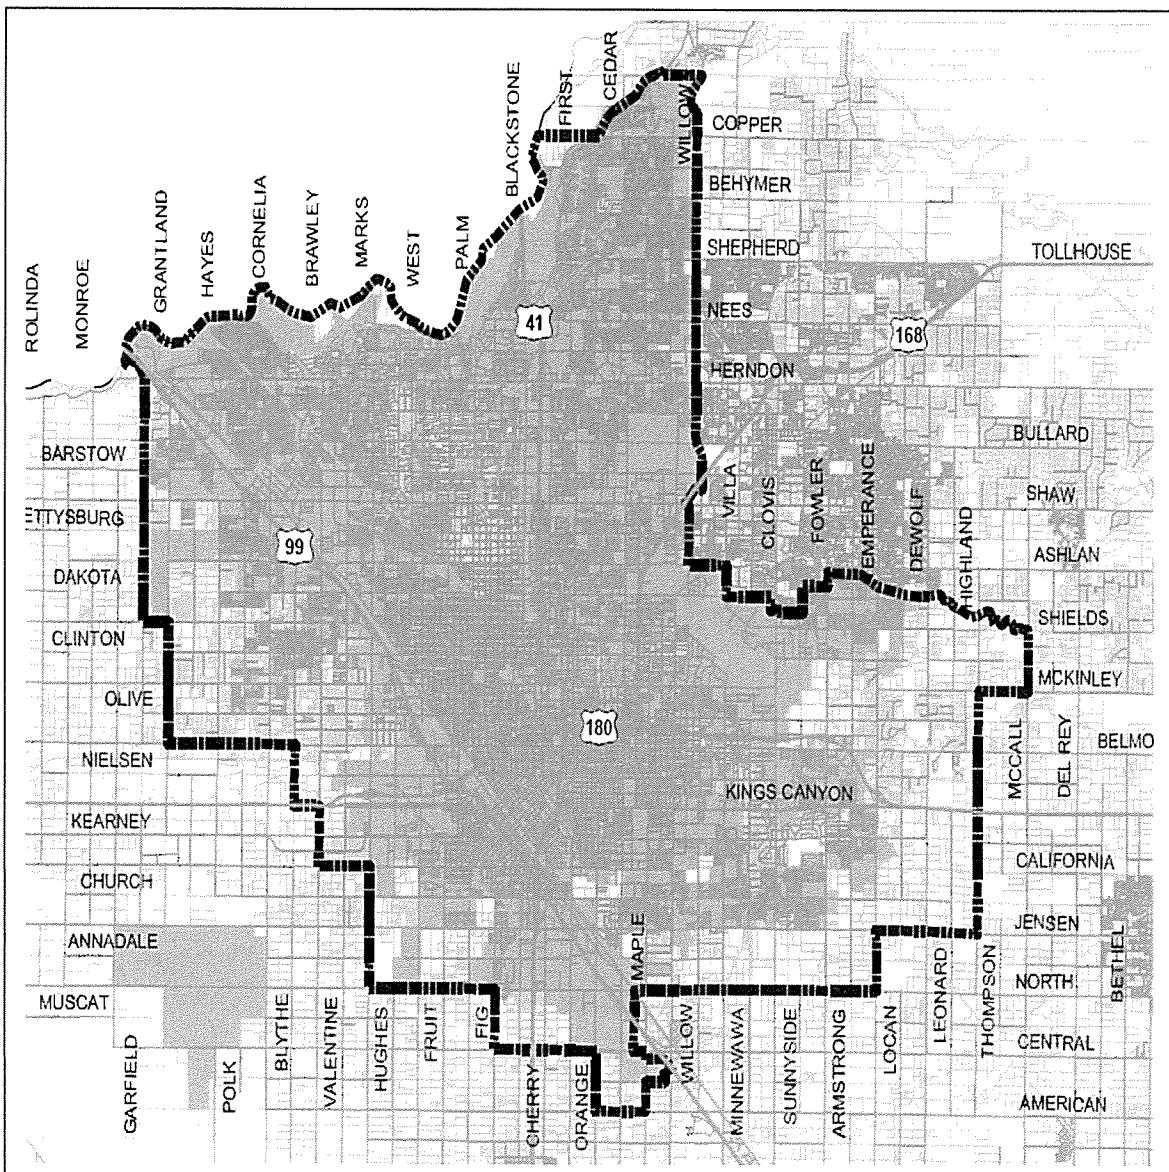 CEDAR
FIRST
BLACKSTONE
WILLOW
COPPER
BEHYMER
SHEPHERD
TOLLHOUSE
NEES
HERNDON
168
41
PALM
WEST
MARKS
BRAWLEY
CORNELIA
HAYES
GRANTLAND
MONROE
ROLINDA
BULLARD
SHAW
ASHLAN
SHIELDS
MCKINLEY
BELMO
VILLA
CLOVIS
FOWLER
EMPERANCE
DEWOLF
HIGHLAND
BARSTOW
ETTYSBURG
DAKOTA
CLINTON
OLIVE
NIELSEN
KEARNEY
CHURCH
ANNADALE
MUSCAT
99
180
KINGS CANYON
MCCALL
DEL REY
CALIFORNIA
JENSEN
NORTH
CENTRAL
AMERICAN
BETHEL
GARFIELD
POLK
BLYTHE
VALENTINE
HUGHES
FRUIT
FIG
CHERRY
ORANGE
MAPLE
WILLOW
MINNEWAWA
SUNNYSIDE
ARMSTRONG
LOCAN
LEONARD
THOMPSON